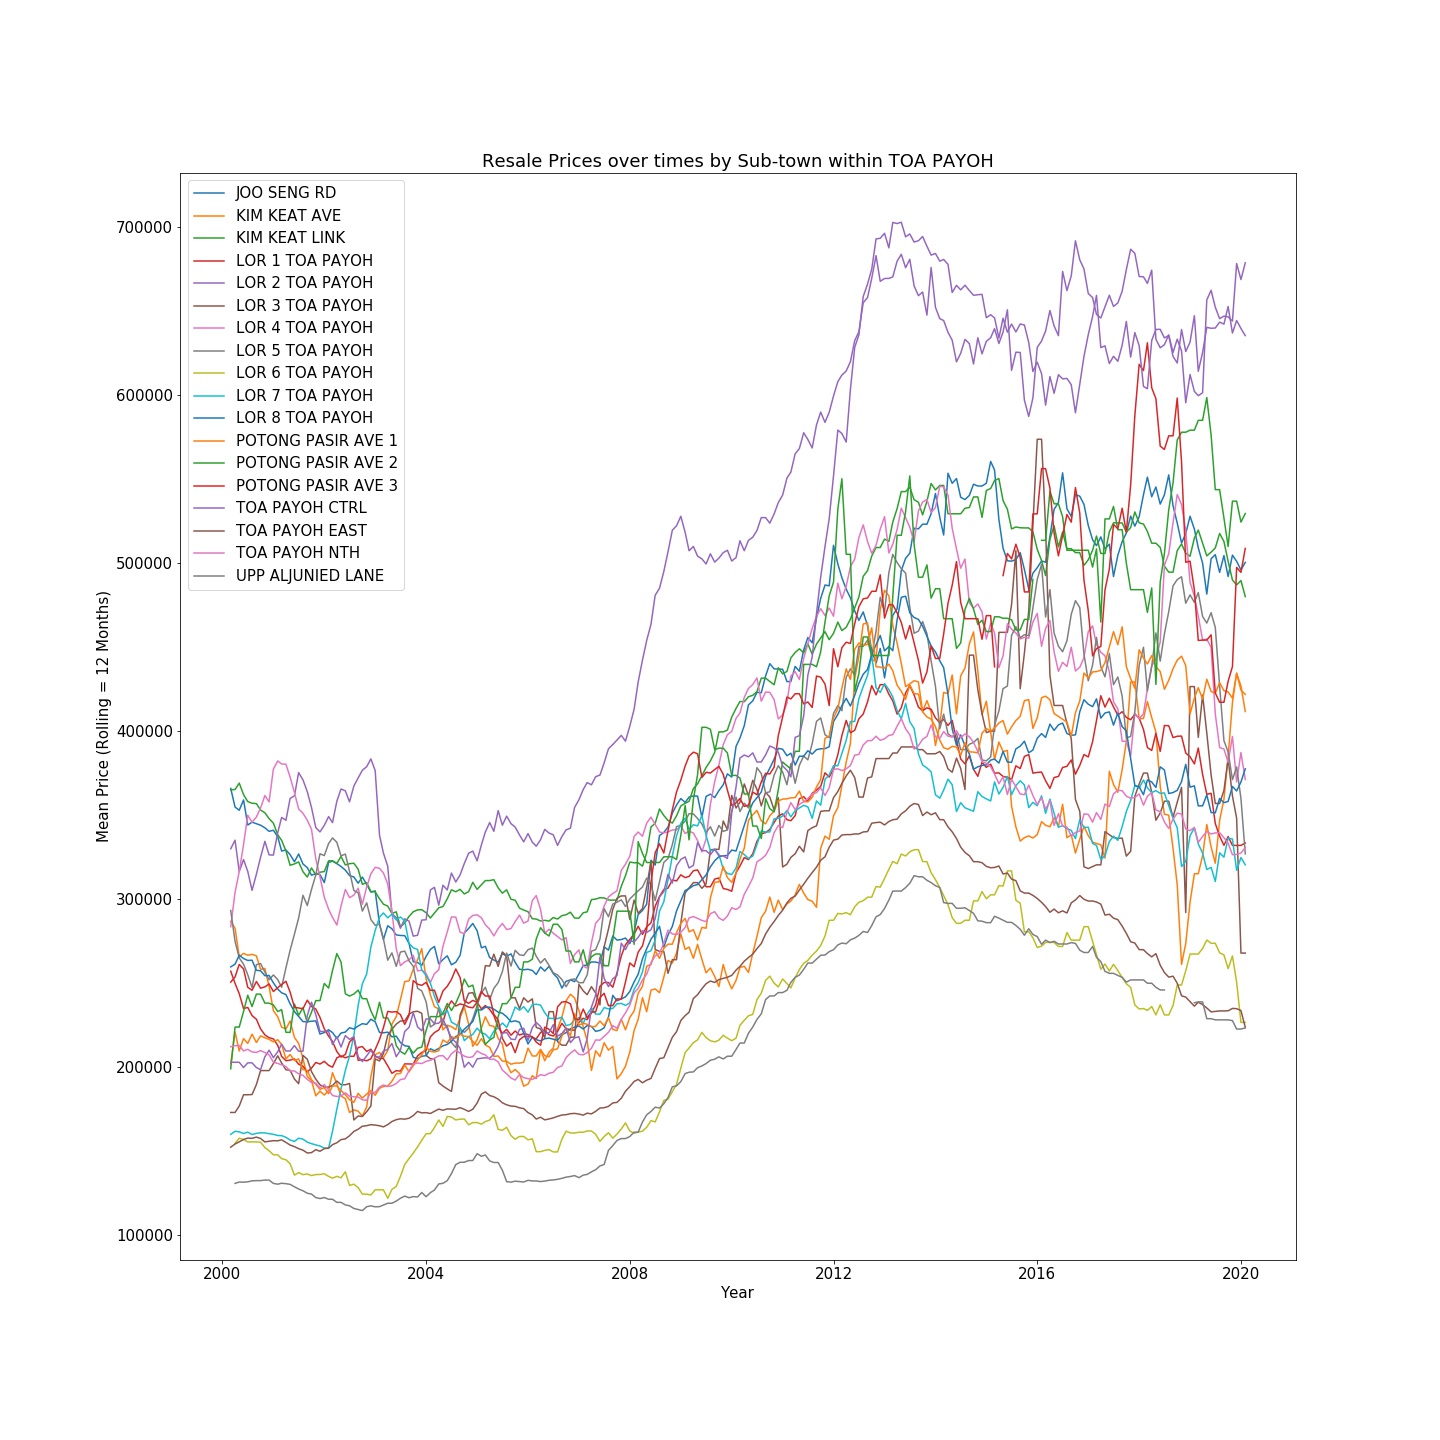 Resale Prices over times by Sub-town within TOA PAYOH
JOO SENG RD
KIM KEAT AVE
KIM KEAT LINK
LOR 1 TOA PAYOH
LOR 2 TOA PAYOH
LOR 3 TOA PAYOH
LOR 4 TOA PAYOH
LOR 5 TOA PAYOH
LOR 6 TOA PAYOH
LOR 7 TOA PAYOH
LOR 8 TOA PAYOH
POTONG PASIR AVE 1
POTONG PASIR AVE 2
POTONG PASIR AVE 3
TOA PAYOH CTRL
TOA PAYOH EAST
TOA PAYOH NTH
UPP ALJUNIED LANE
700000
600000
500000
400000
300000
200000
100000
Mean Price (Rolling = 12 Months)
2000 2004 2008 2012 2016 2020
Year